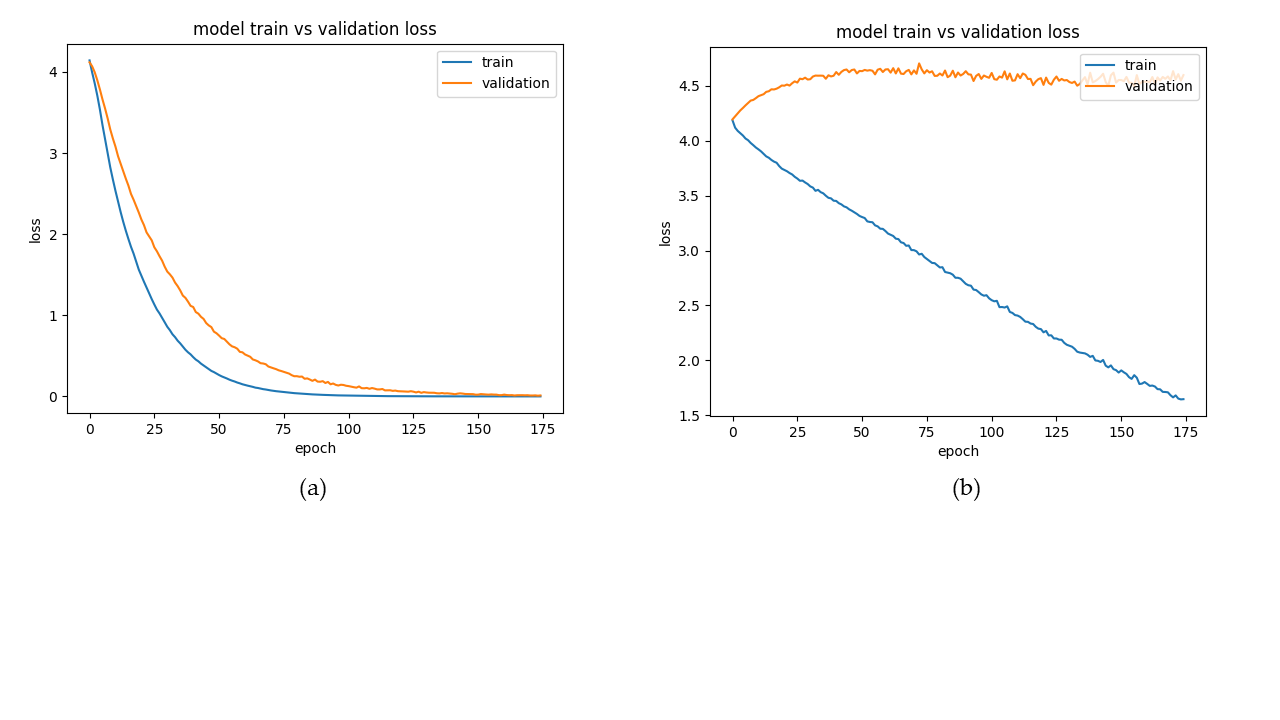 model train vs validation loss
train
validation
4
3
2
1
0
loss
0 25 50 75 100 125 150 175
epoch
(a)
model train vs validation loss
train
validation
4.5
4.0
3.5
3.0
2.5
2.0
1.5
loss
0 25 50 75 100 125 150 175
epoch
(b)